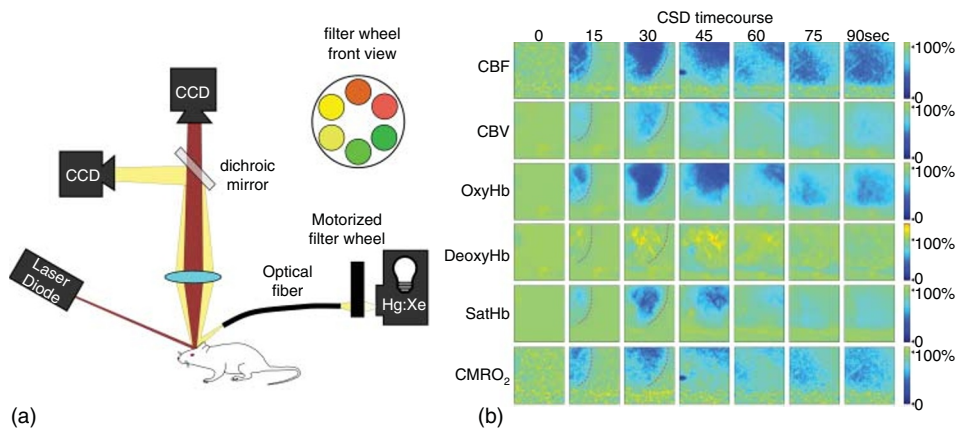 filter wheel
front view
CCD
CCD
dichroic
mirror
Motorized
filter wheel
Laser
Diode
Optical
fiber
Hg:Xe
(a)
CSD timecourse
0 15 30 45 60 75 90sec
CBF
100%
0
CBV
100%
0
OxyHb
100%
0
DeoxyHb
100%
0
SatHb
100%
0
CMRO₂
100%
0
(b)